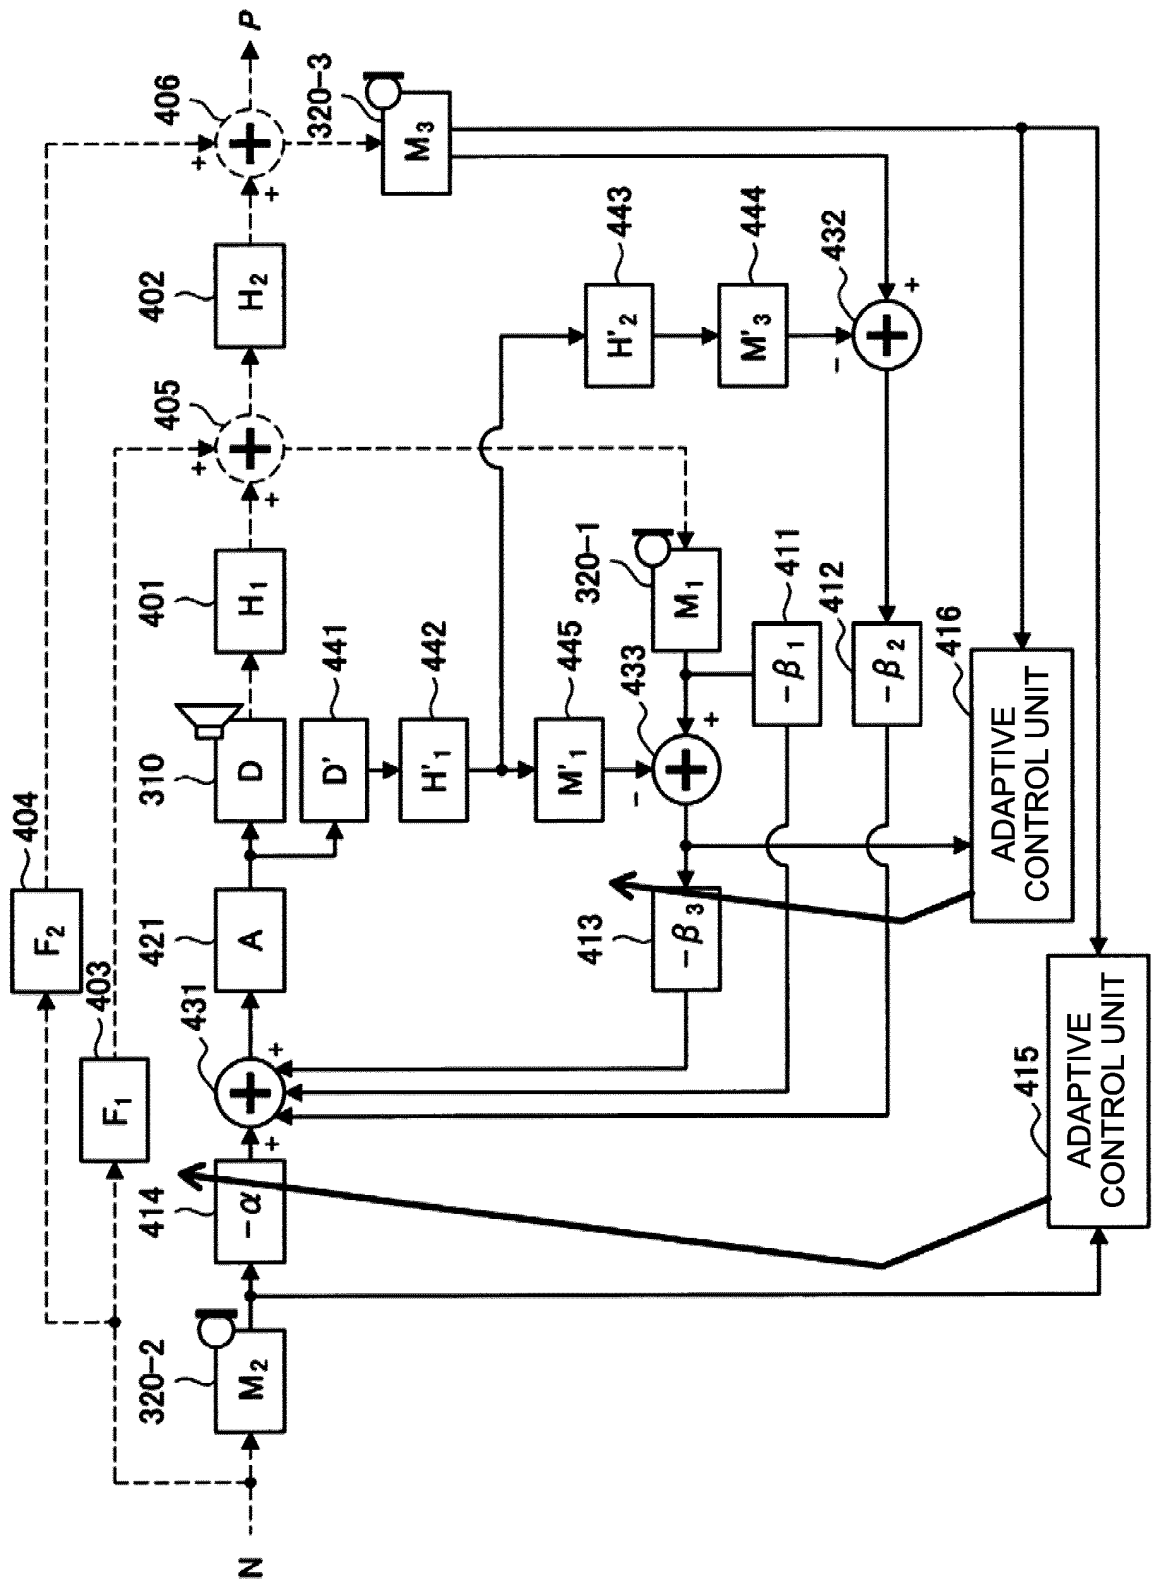 404
F2
403
F1
320-2
414
421
310
401
405
402
406
431
+
+
N
M2
-α
+
+
A
D
H1
+
+
H2
+
+
P
441
320-3
D'
M3
442
H'1
445
M'1
320-1
413
433
-
+
+
M1
-β3
443
H'2
444
M'3
411
-β1
412
432
-
+
+
-β2
416
ADAPTIVE
CONTROL UNIT
415
ADAPTIVE
CONTROL UNIT